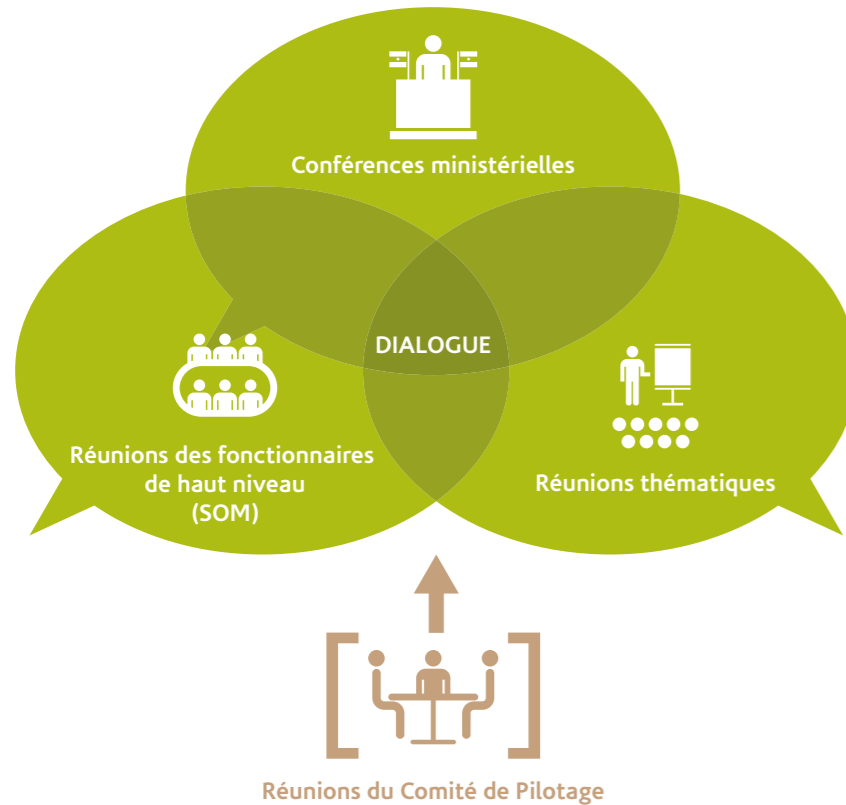 Conférences ministérielles
DIALOGUE
Réunions des fonctionnaires
de haut niveau
(SOM)
Réunions thématiques
Réunions du Comité de Pilotage